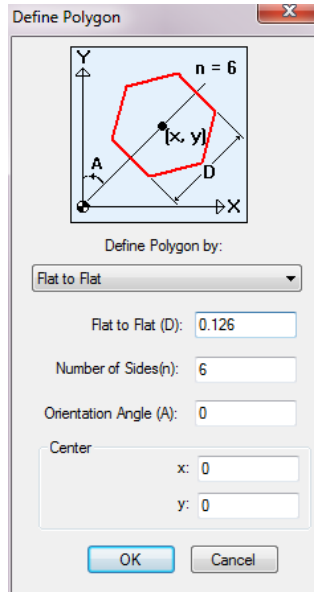 Define Polygon
Y
n = 6
(x, y)
A
D
X
Define Polygon by:
Flat to Flat
Flat to Flat (D): 0.126
Number of Sides(n): 6
Orientation Angle (A): 0
Center
x: 0
y: 0
OK Cancel